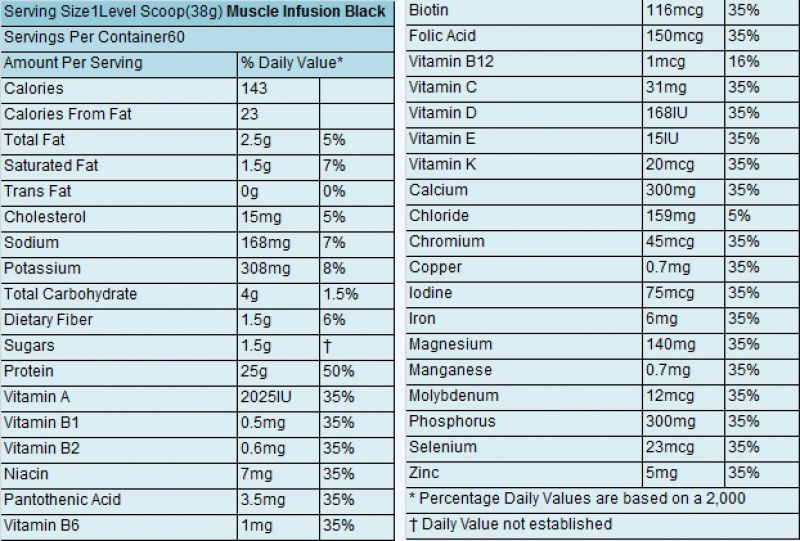 Serving Size1Level Scoop(38g) Muscle Infusion Black
Servings Per Container60
Amount Per Serving % Daily Value*
Calories 143
Calories From Fat 23
Total Fat 2.5g 5%
Saturated Fat 1.5g 7%
Trans Fat 0g 0%
Cholesterol 15mg 5%
Sodium 168mg 7%
Potassium 308mg 8%
Total Carbohydrate 4g 1.5%
Dietary Fiber 1.5g 6%
Sugars 1.5g †
Protein 25g 50%
Vitamin A 2025IU 35%
Vitamin B1 0.5mg 35%
Vitamin B2 0.6mg 35%
Niacin 7mg 35%
Pantothenic Acid 3.5mg 35%
Vitamin B6 1mg 35%
Biotin 116mcg 35%
Folic Acid 150mcg 35%
Vitamin B12 1mcg 16%
Vitamin C 31mg 35%
Vitamin D 168IU 35%
Vitamin E 15IU 35%
Vitamin K 20mcg 35%
Calcium 300mg 35%
Chloride 159mg 5%
Chromium 45mcg 35%
Copper 0.7mg 35%
Iodine 75mcg 35%
Iron 6mg 35%
Magnesium 140mg 35%
Manganese 0.7mg 35%
Molybdenum 12mcg 35%
Phosphorus 300mg 35%
Selenium 23mcg 35%
Zinc 5mg 35%
* Percentage Daily Values are based on a 2,000
† Daily Value not established